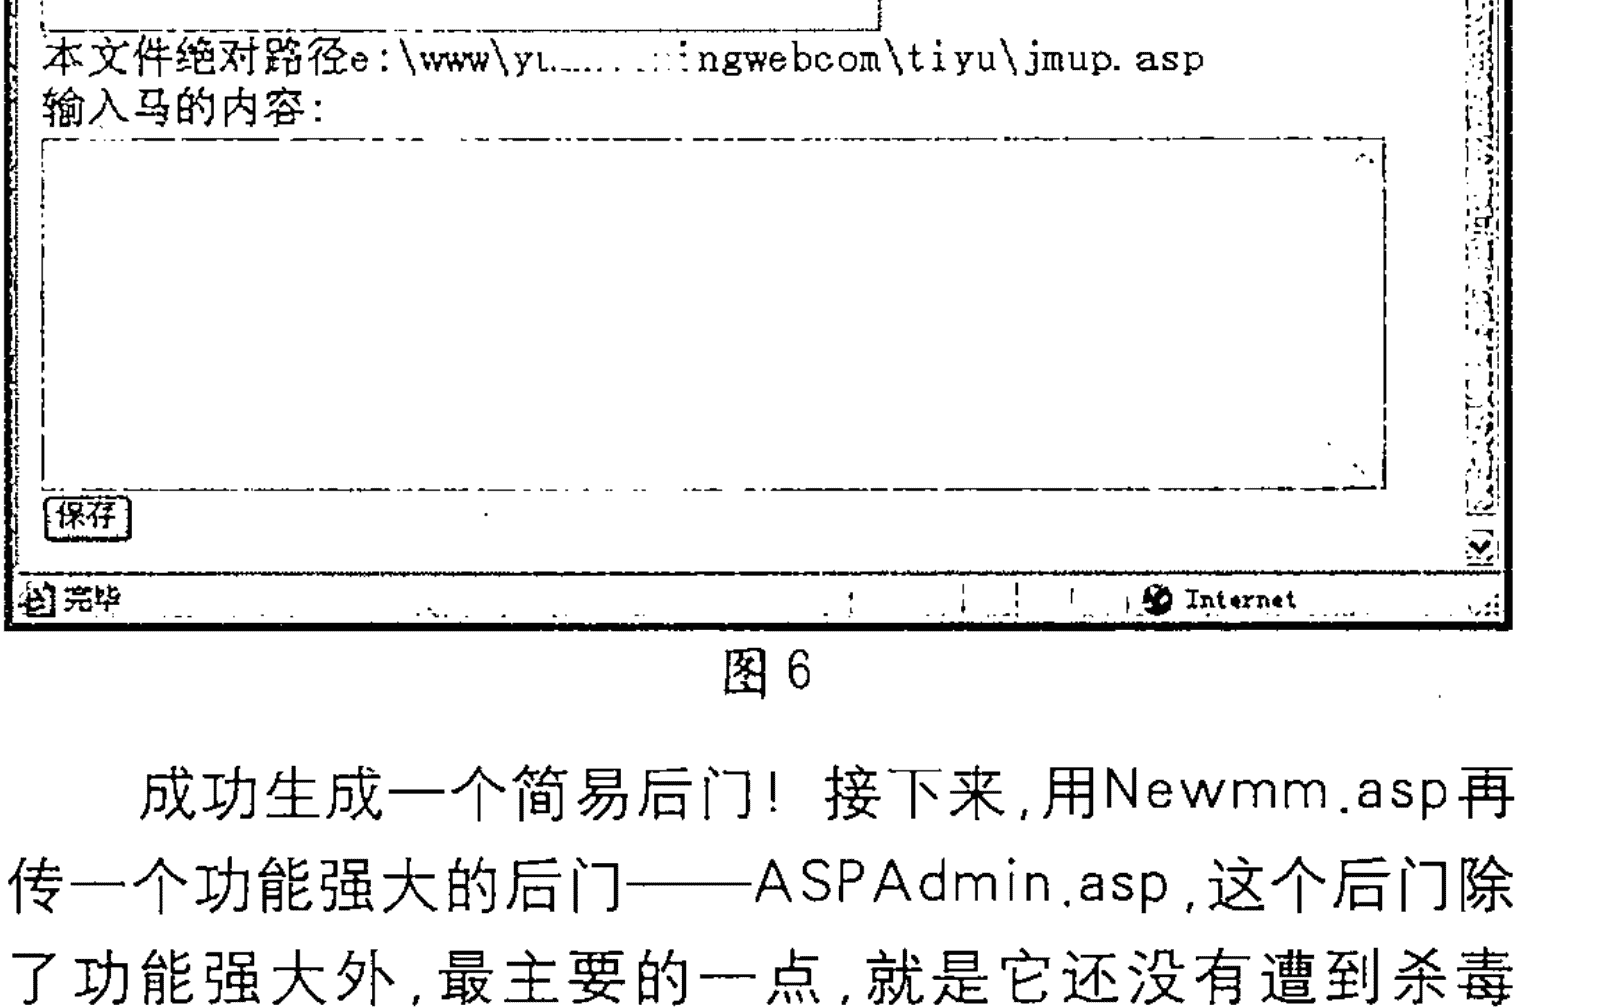 本文件绝对路径e:\www\yu ngwebcom\tiyu\jmup.asp
输入马的内容:
保存
完毕 Internet
图 6
成功生成一个简易后门！接下来,用Newmm.asp再
传一个功能强大的后门——ASPAdmin.asp,这个后门除
了功能强大外,最主要的一点,就是它还没有遭到杀毒